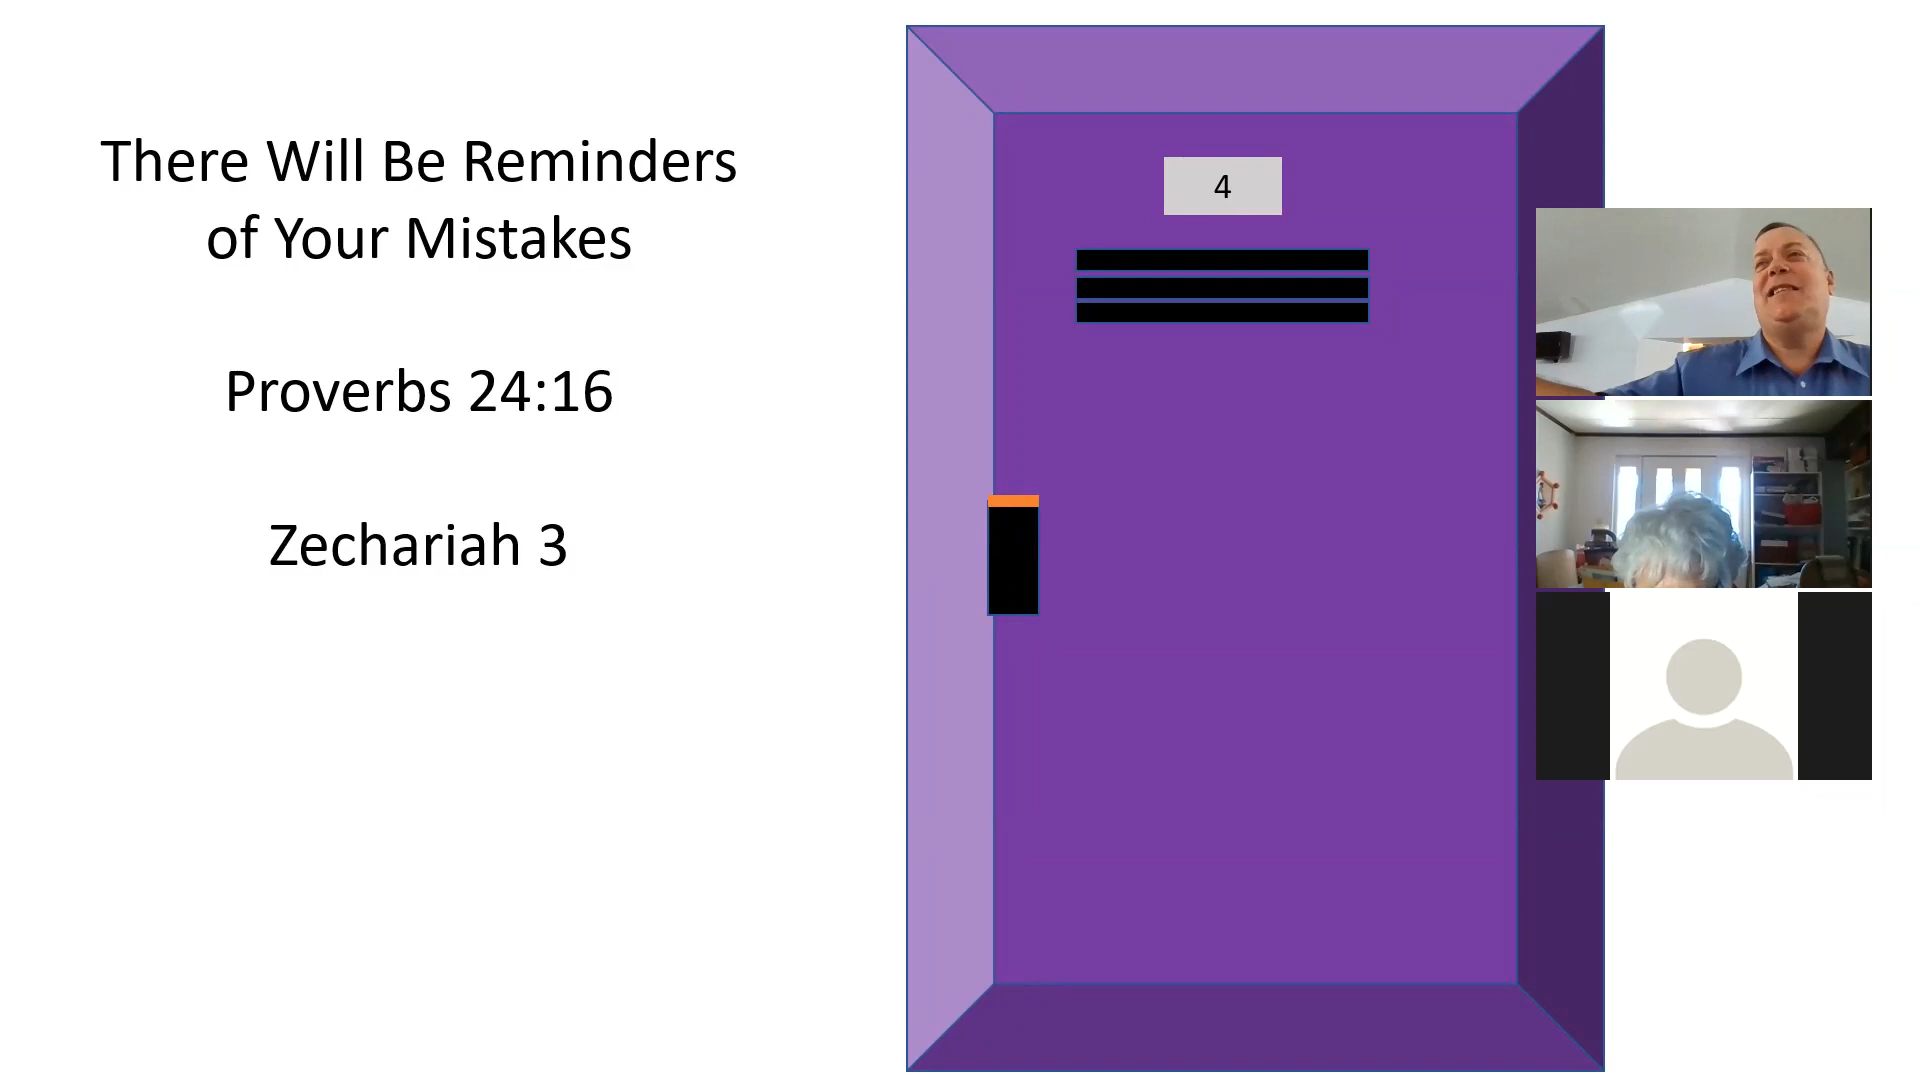 There Will Be Reminders
of Your Mistakes
Proverbs 24:16
Zechariah 3
4